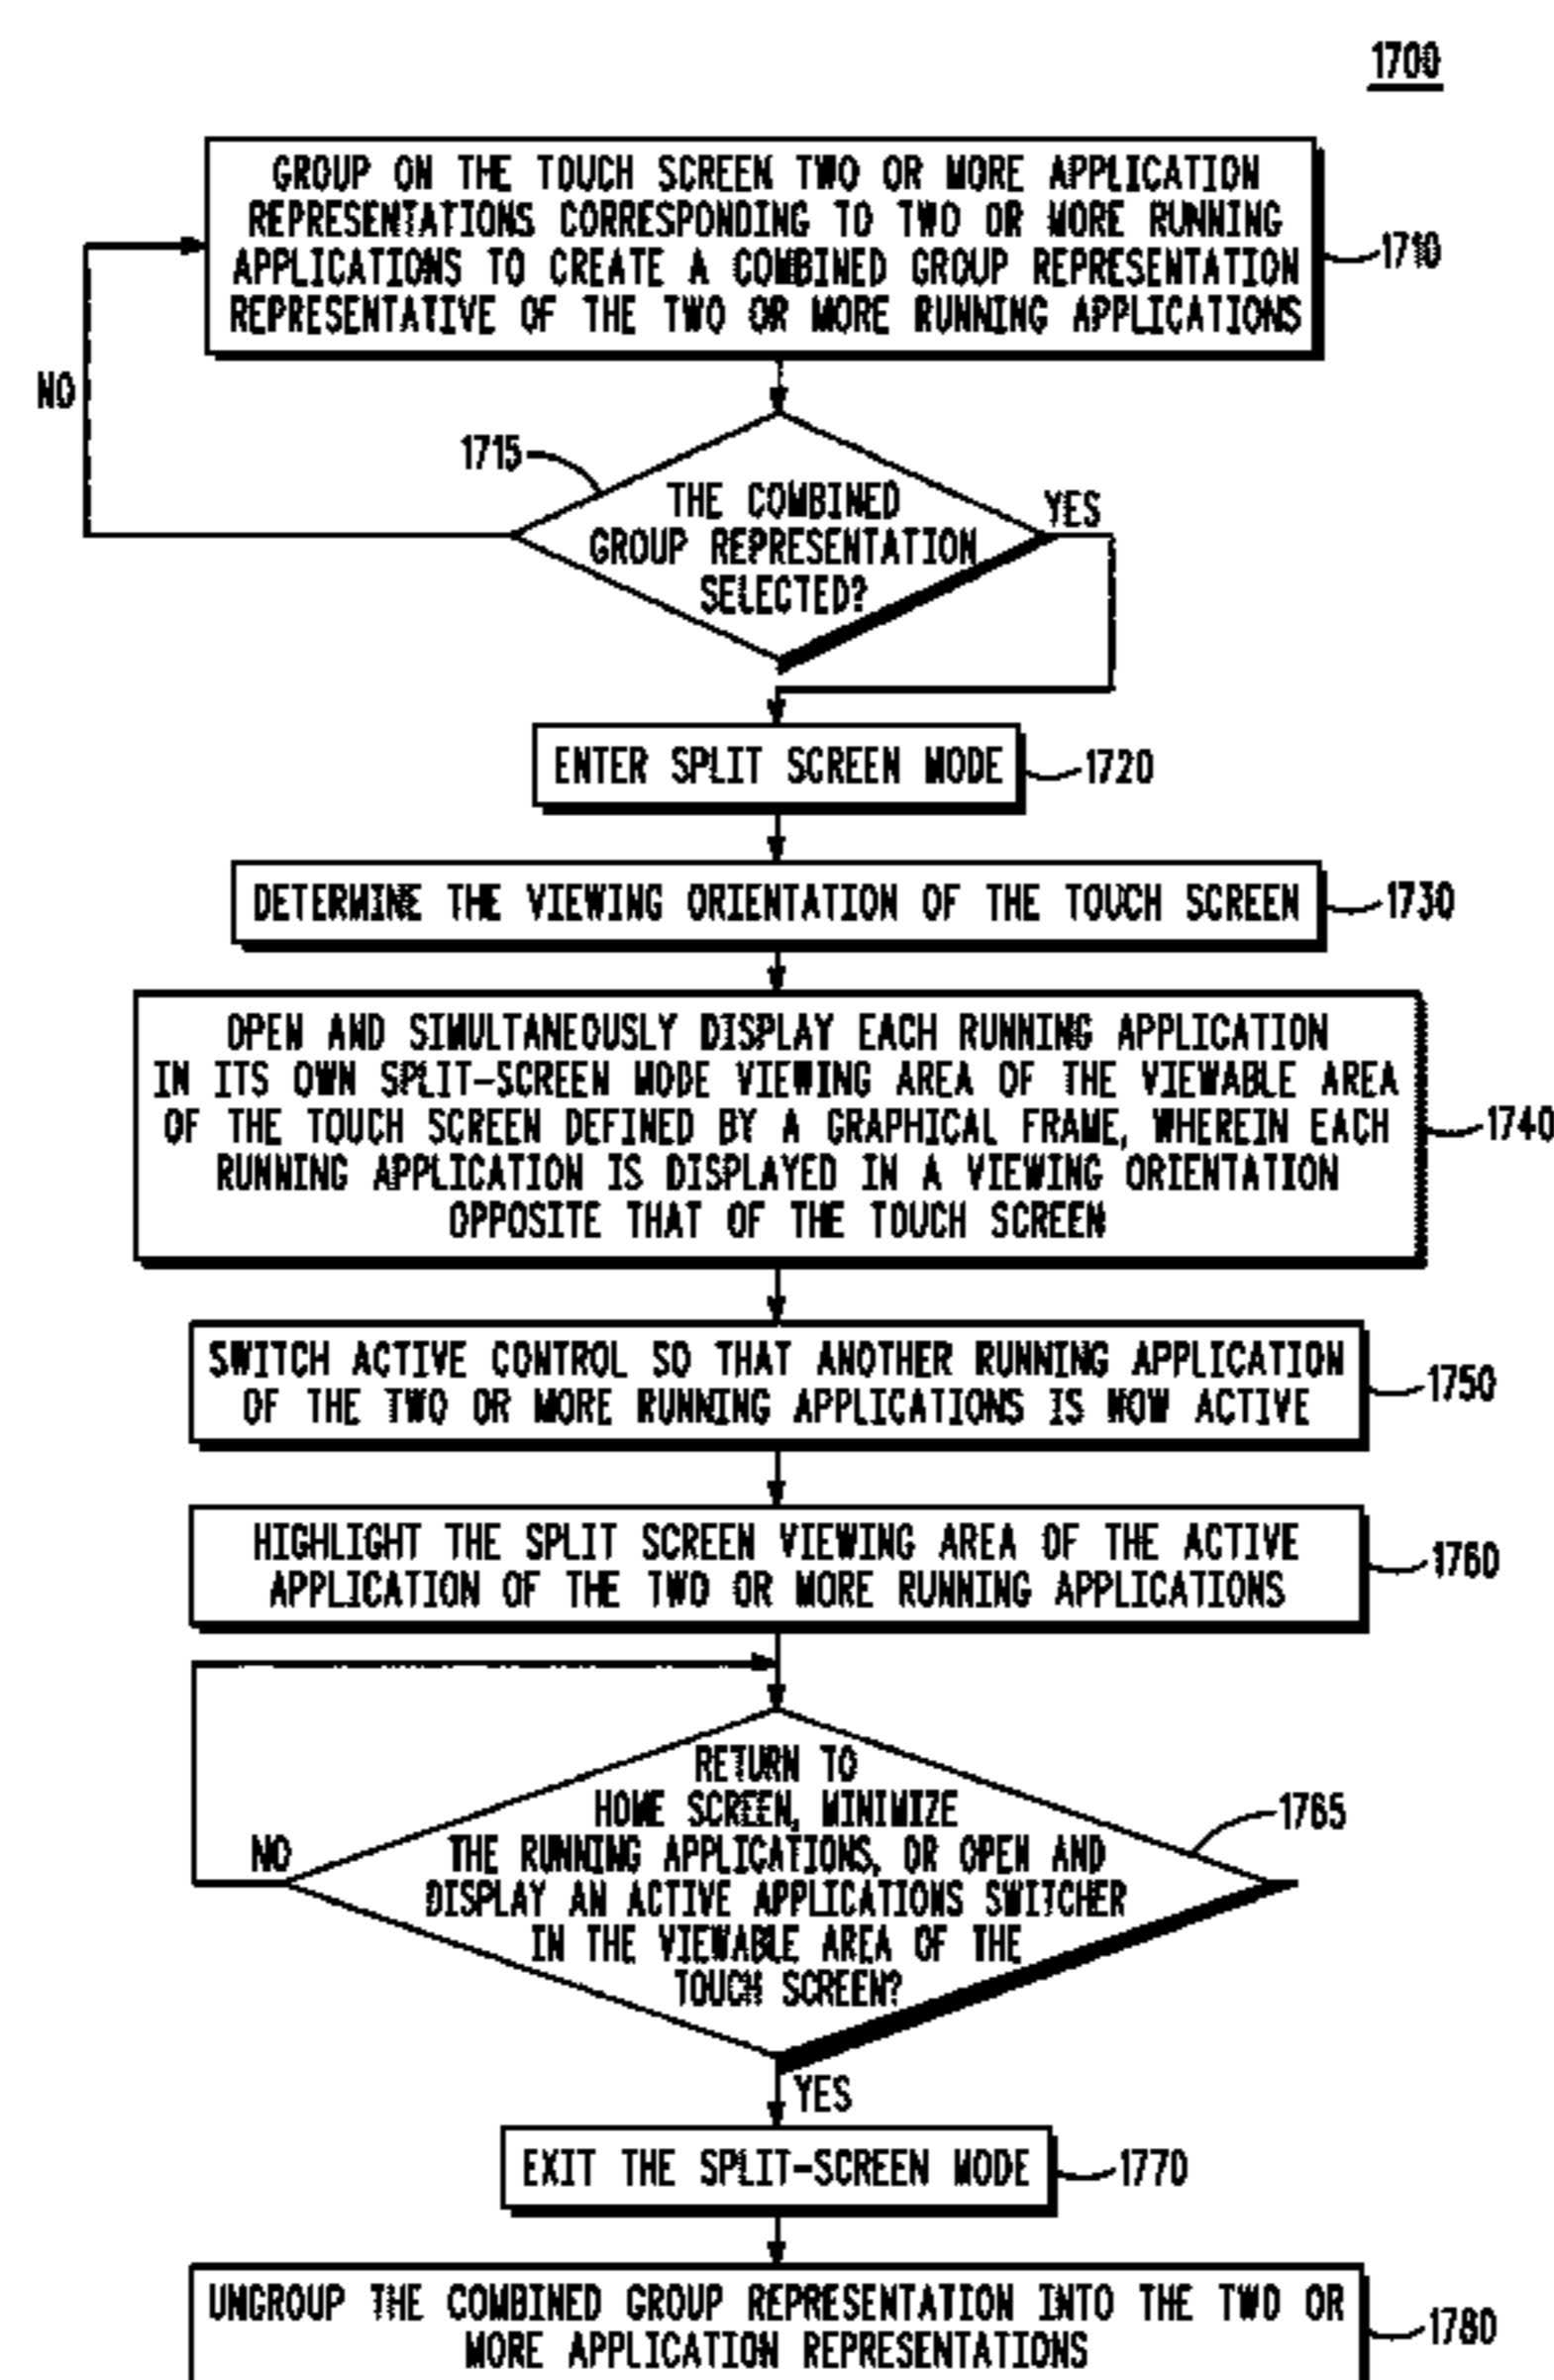 1700
GROUP ON THE TOUCH SCREEN TWO OR MORE APPLICATION
REPRESENTATIONS CORRESPONDING TO TWO OR MORE RUNNING
APPLICATIONS TO CREATE A COMBINED GROUP REPRESENTATION
REPRESENTATIVE OF THE TWO OR MORE RUNNING APPLICATIONS
1710
NO
1715
THE COMBINED
GROUP REPRESENTATION
SELECTED?
YES
ENTER SPLIT SCREEN MODE
1720
DETERMINE THE VIEWING ORIENTATION OF THE TOUCH SCREEN
1730
OPEN AND SIMULTANEOUSLY DISPLAY EACH RUNNING APPLICATION
IN ITS OWN SPLIT-SCREEN MODE VIEWING AREA OF THE VIEWABLE AREA
OF THE TOUCH SCREEN DEFINED BY A GRAPHICAL FRAME, WHEREIN EACH
RUNNING APPLICATION IS DISPLAYED IN A VIEWING ORIENTATION
OPPOSITE THAT OF THE TOUCH SCREEN
1740
SWITCH ACTIVE CONTROL SO THAT ANOTHER RUNNING APPLICATION
OF THE TWO OR MORE RUNNING APPLICATIONS IS NOW ACTIVE
1750
HIGHLIGHT THE SPLIT SCREEN VIEWING AREA OF THE ACTIVE
APPLICATION OF THE TWO OR MORE RUNNING APPLICATIONS
1760
RETURN TO
HOME SCREEN, MINIMIZE
THE RUNNING APPLICATIONS, OR OPEN AND
DISPLAY AN ACTIVE APPLICATIONS SWITCHER
IN THE VIEWABLE AREA OF THE
TOUCH SCREEN?
1765
NO
YES
EXIT THE SPLIT-SCREEN MODE
1770
UNGROUP THE COMBINED GROUP REPRESENTATION INTO THE TWO OR
MORE APPLICATION REPRESENTATIONS
1780